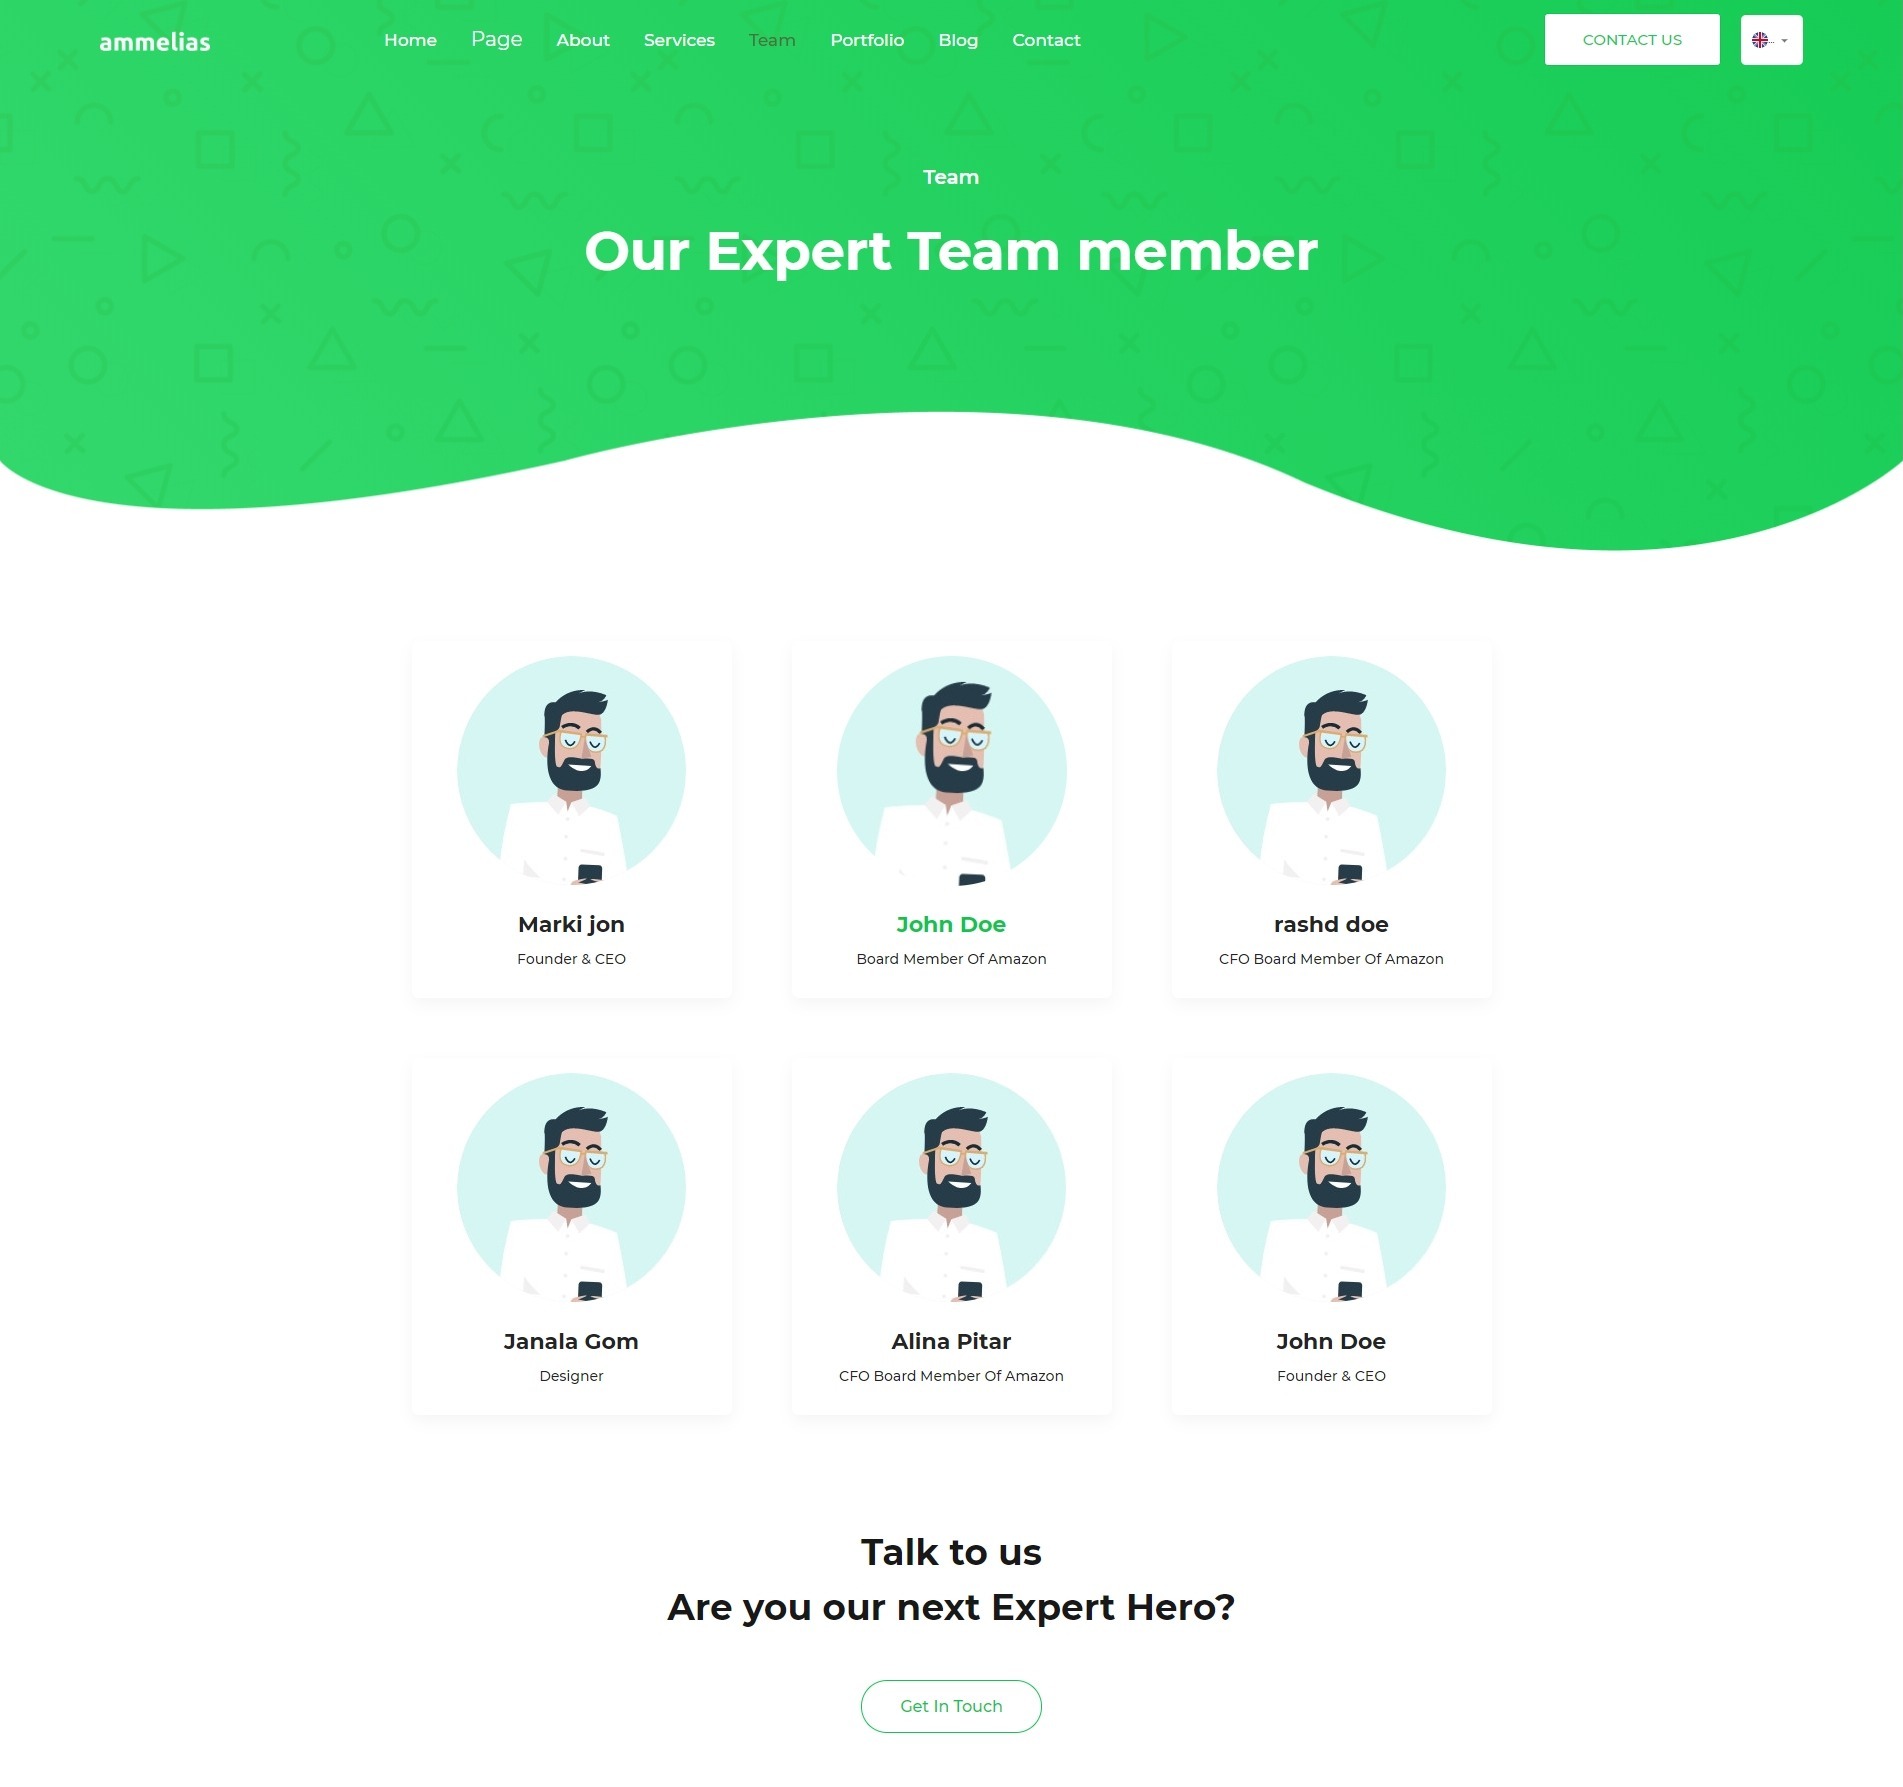 ammelias
Home Page About Services Team Portfolio Blog Contact
CONTACT US
Team
Our Expert Team member
Marki jon
Founder & CEO
John Doe
Board Member Of Amazon
rashd doe
CFO Board Member Of Amazon
Janala Gom
Designer
Alina Pitar
CFO Board Member Of Amazon
John Doe
Founder & CEO
Talk to us
Are you our next Expert Hero?
Get In Touch